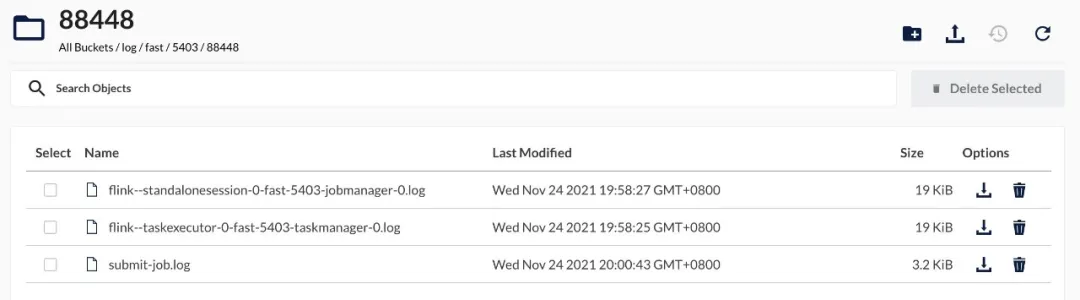 88448
All Buckets / log / fast / 5403 / 88448
Search Objects
Delete Selected
Select Name Last Modified Size Options
flink--standalonesession-0-fast-5403-jobmanager-0.log Wed Nov 24 2021 19:58:27 GMT+0800 19 KiB
flink--taskexecutor-0-fast-5403-taskmanager-0.log Wed Nov 24 2021 19:58:25 GMT+0800 19 KiB
submit-job.log Wed Nov 24 2021 20:00:43 GMT+0800 3.2 KiB